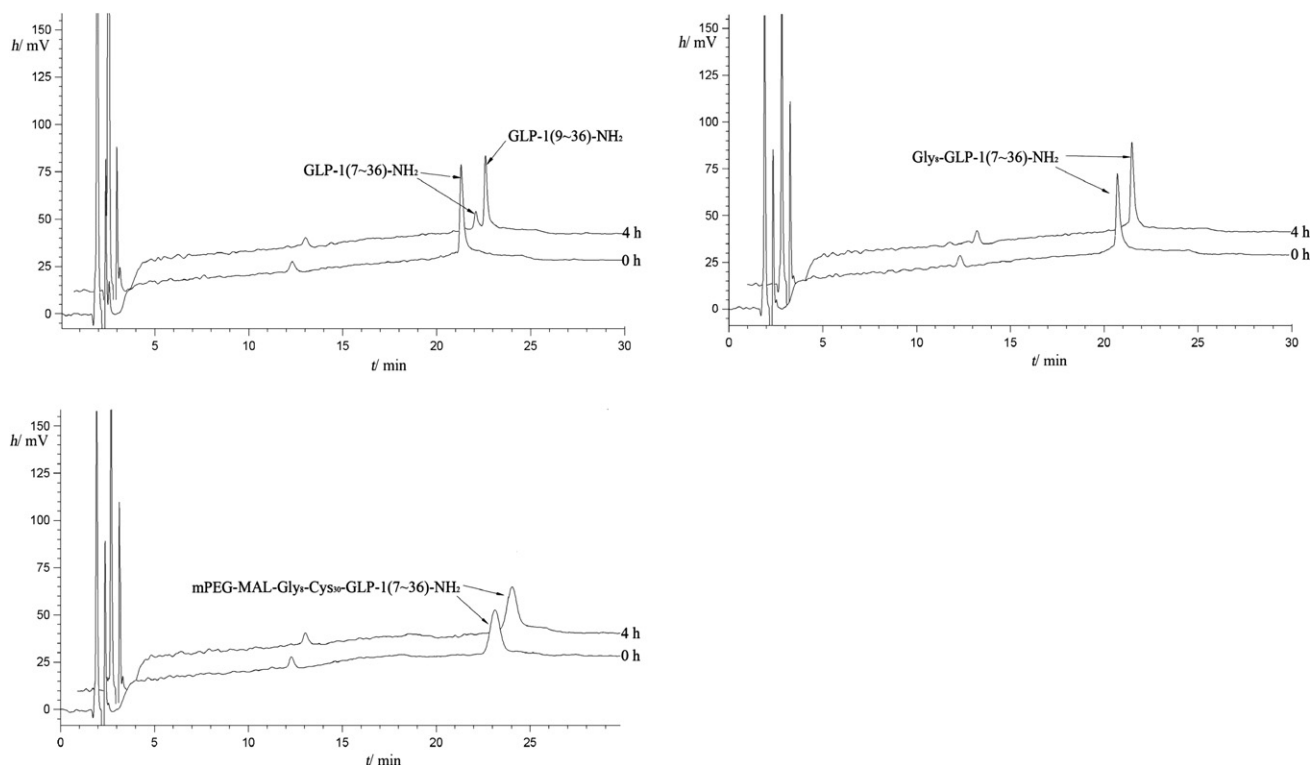 150
h/ mV
125
100
75
50
25
0
GLP-1(7~36)-NH₂
GLP-1(9~36)-NH₂
4 h
0 h
5
10
15
20
25
30
t/ min
150
h/ mV
125
100
75
50
25
0
Gly₈-GLP-1(7~36)-NH₂
4 h
0 h
0
5
10
15
20
25
30
t/ min
150
h/ mV
125
100
75
50
25
0
mPEG-MAL-Gly₈-Cys₃₀-GLP-1(7~36)-NH₂
4 h
0 h
0
5
10
15
20
25
t/ min